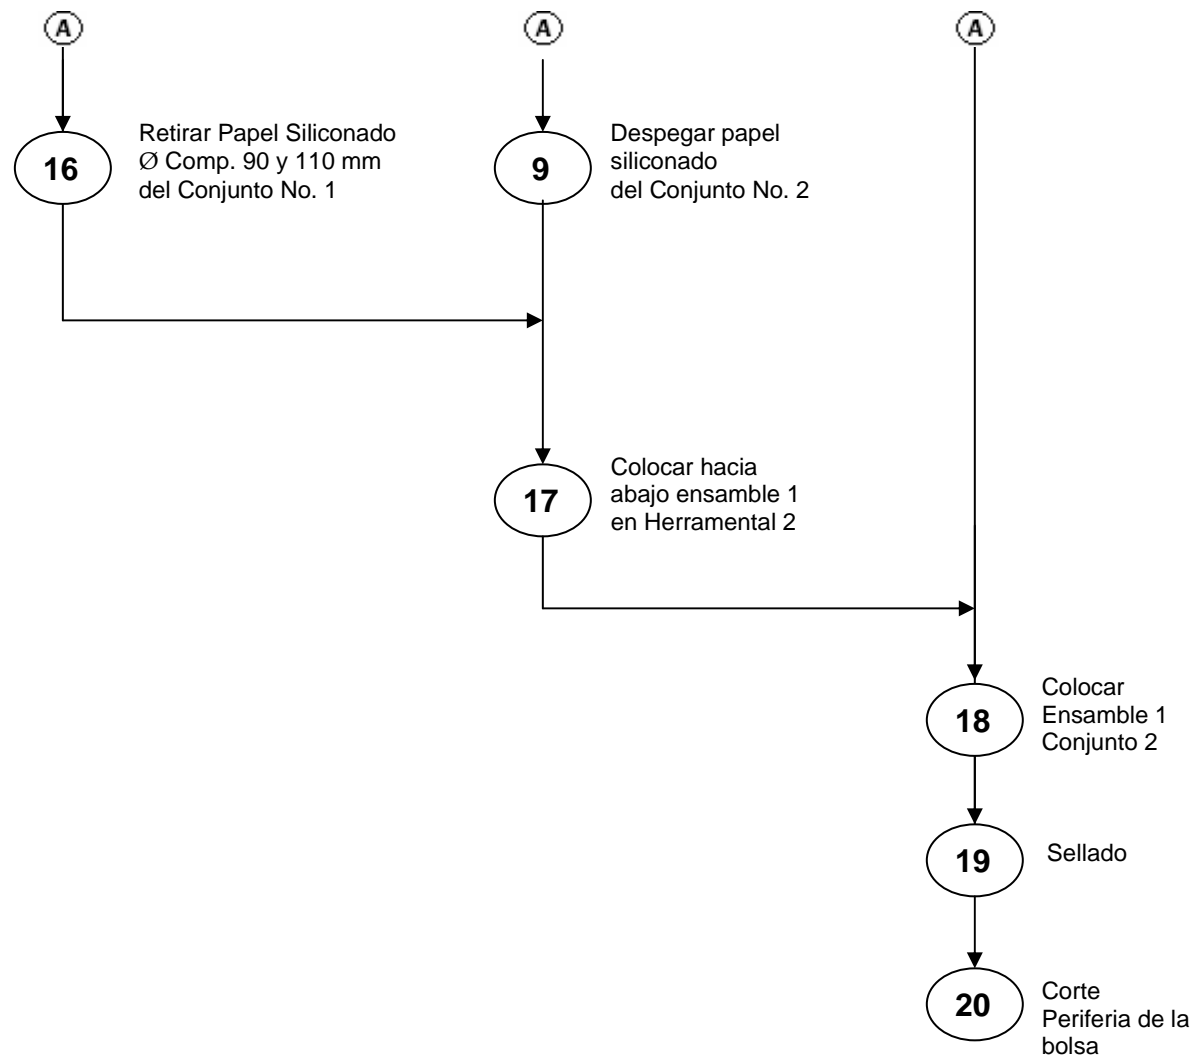 A
A
A
16
Retirar Papel Siliconado
Ø Comp. 90 y 110 mm
del Conjunto No. 1
9
Despegar papel
siliconado
del Conjunto No. 2
17
Colocar hacia
abajo ensamble 1
en Herramental 2
18
Colocar
Ensamble 1
Conjunto 2
19
Sellado
20
Corte
Periferia de la
bolsa